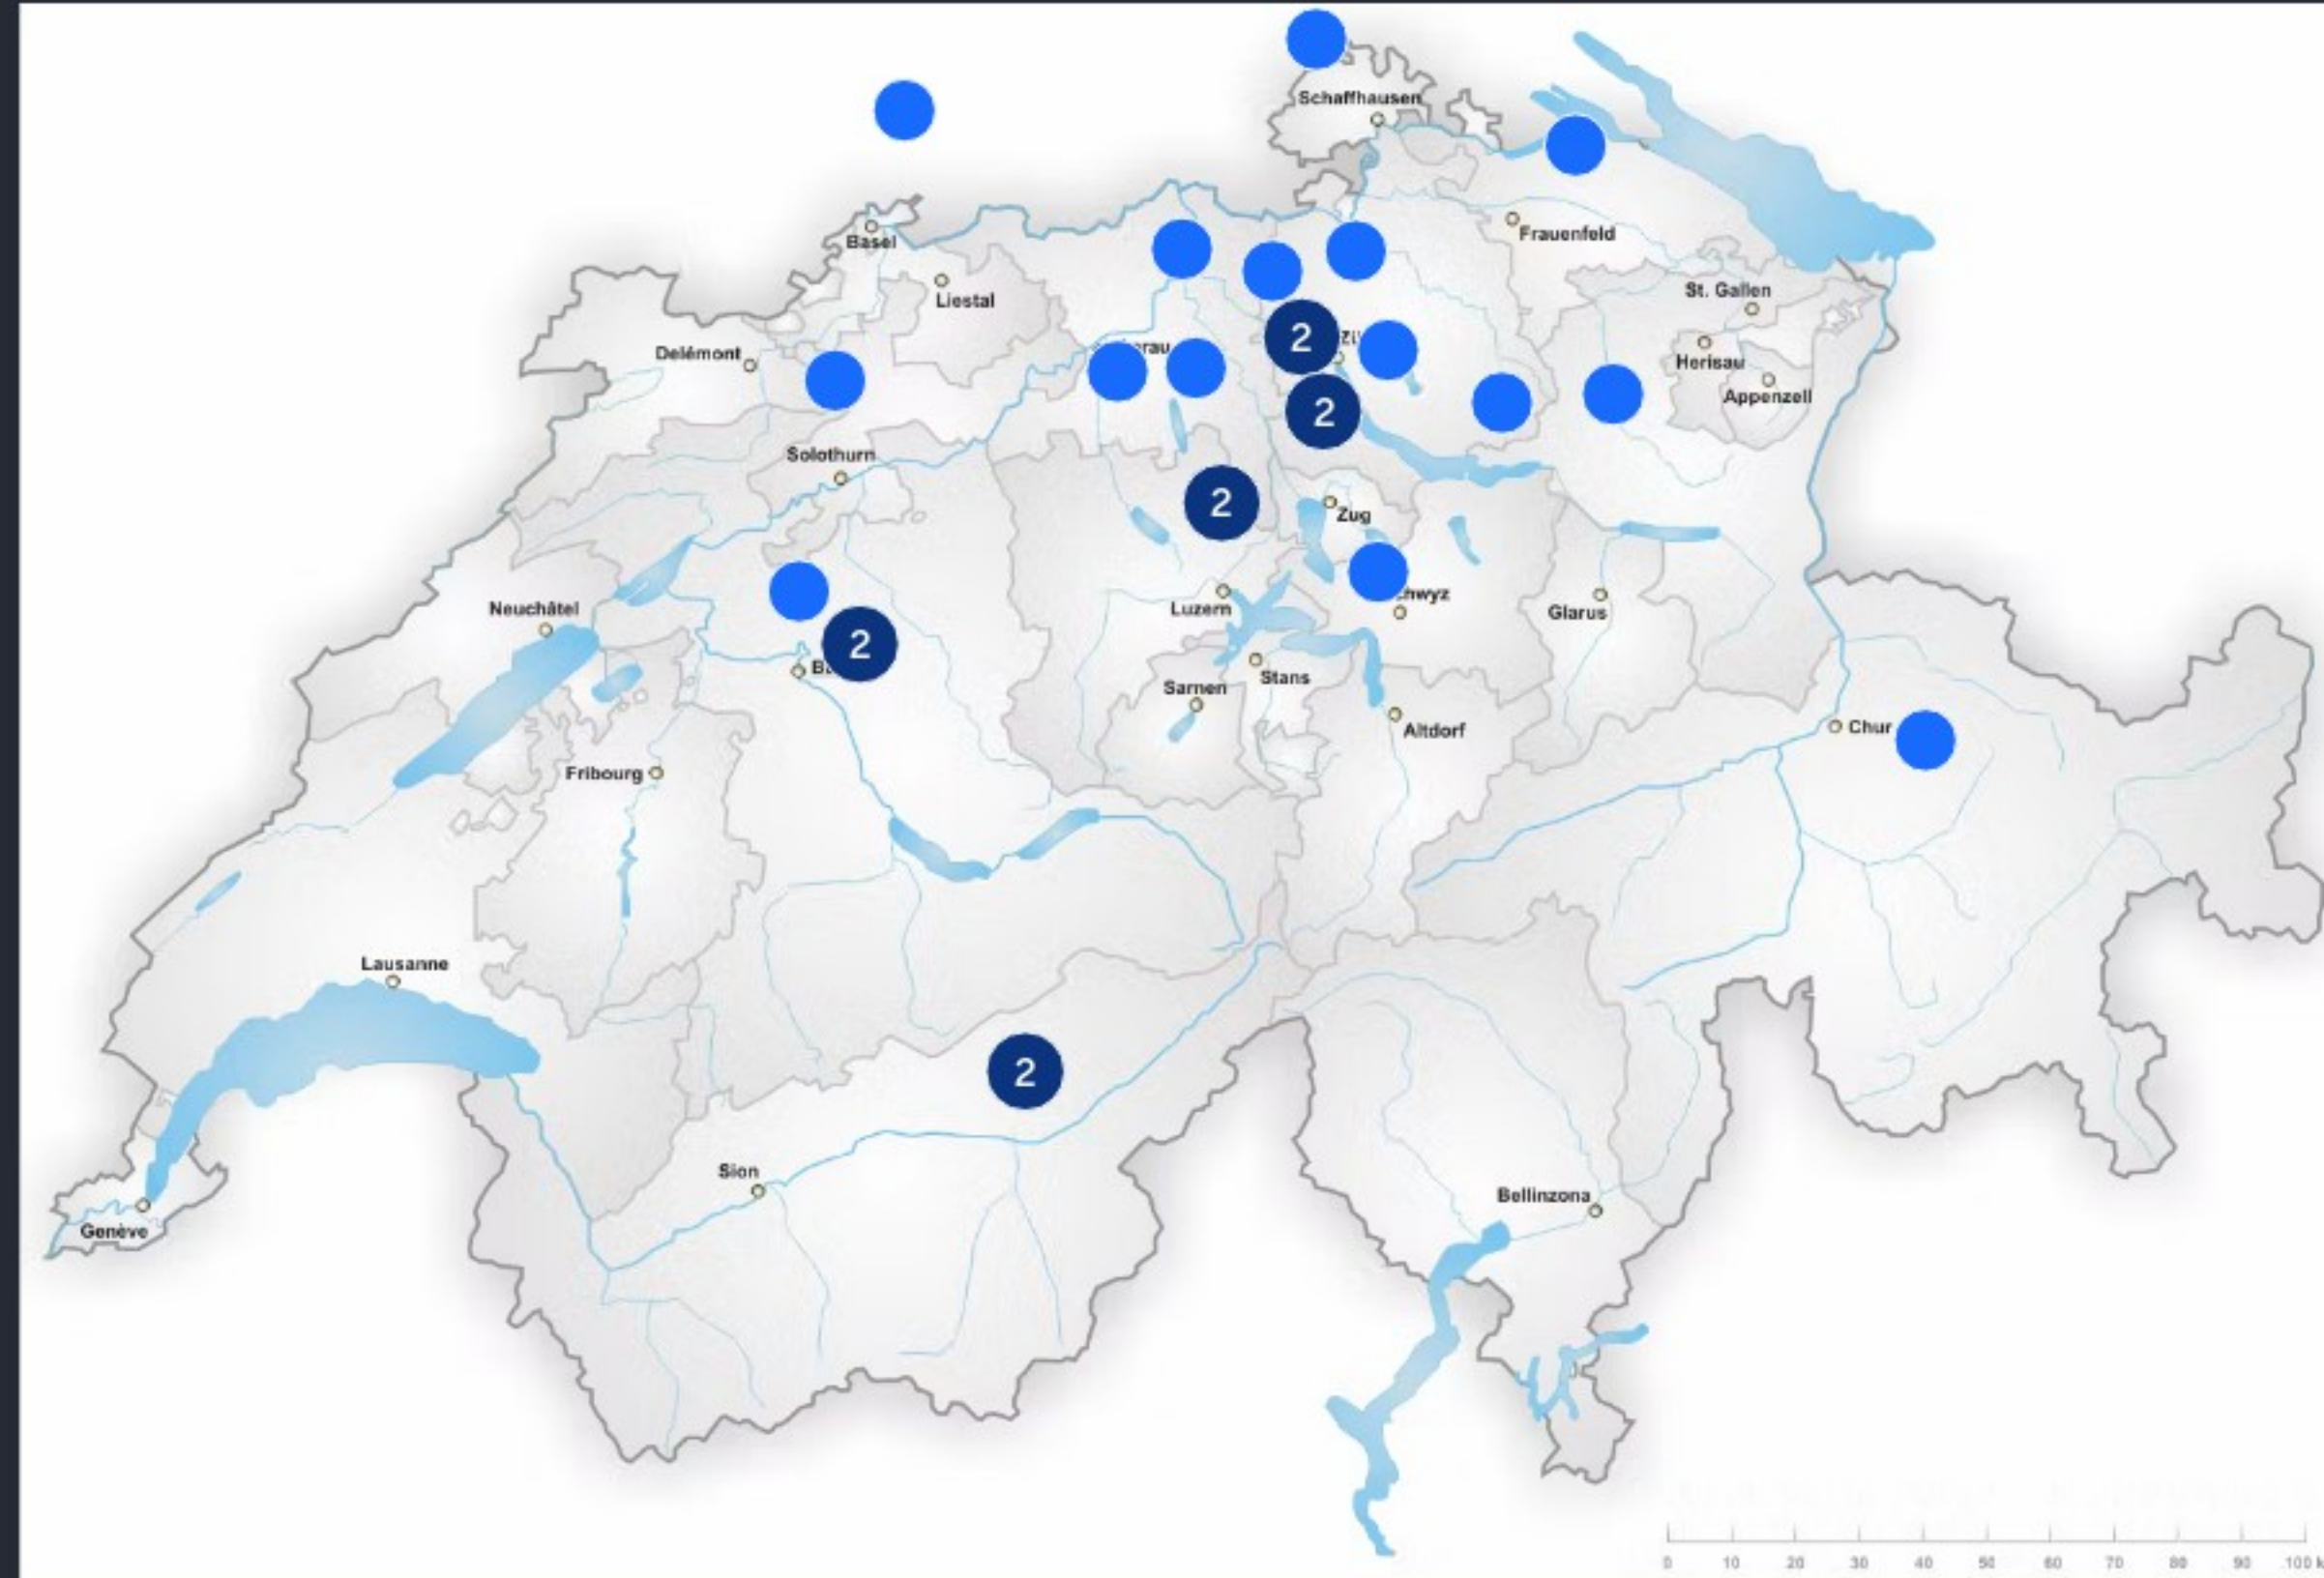 Schaffhausen
Basel
Frauenfeld
Liestal
St. Gallen
Delémont
Herisau
Appenzell
2
2
Solothurn
2
Zug
Neuchâtel
Luzern
Glarus
2
Stans
Sarnen
Altdorf
Chur
Fribourg
Lausanne
2
Sion
Bellinzona
Genève
0 10 20 30 40 50 60 70 80 90 100 k